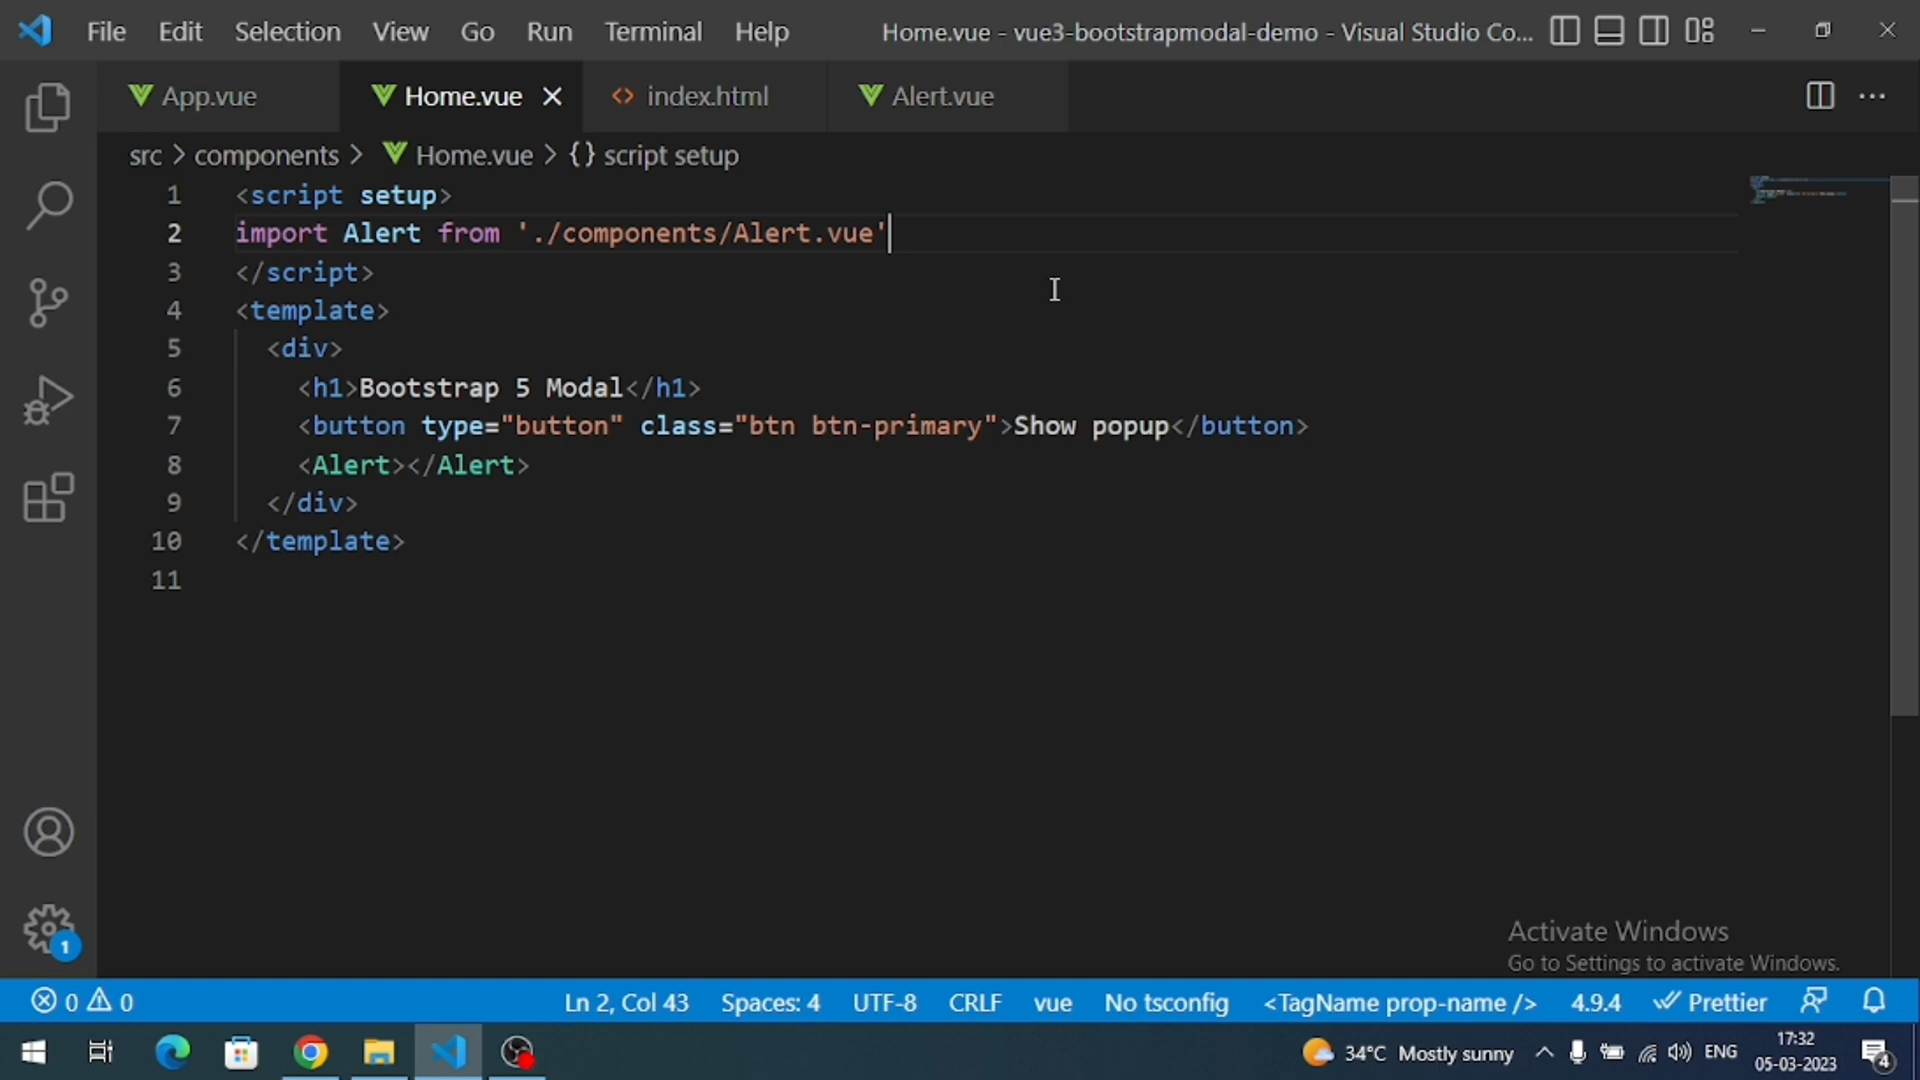 File Edit Selection View Go Run Terminal Help Home.vue - vue3-bootstrapmodal-demo - Visual Studio Co...
App.vue Home.vue index.html Alert.vue
src > components > Home.vue > {} script setup
1 <script setup>
2 import Alert from './components/Alert.vue'
3 </script>
4 <template>
5 <div>
6 <h1>Bootstrap 5 Modal</h1>
7 <button type="button" class="btn btn-primary">Show popup</button>
8 <Alert></Alert>
9 </div>
10 </template>
11
Activate Windows
Go to Settings to activate Windows.
1
0 0 Ln 2, Col 43 Spaces: 4 UTF-8 CRLF vue No tsconfig <TagName prop-name /> 4.9.4 Prettier
34°C Mostly sunny ENG 17:32
05-03-2023 4